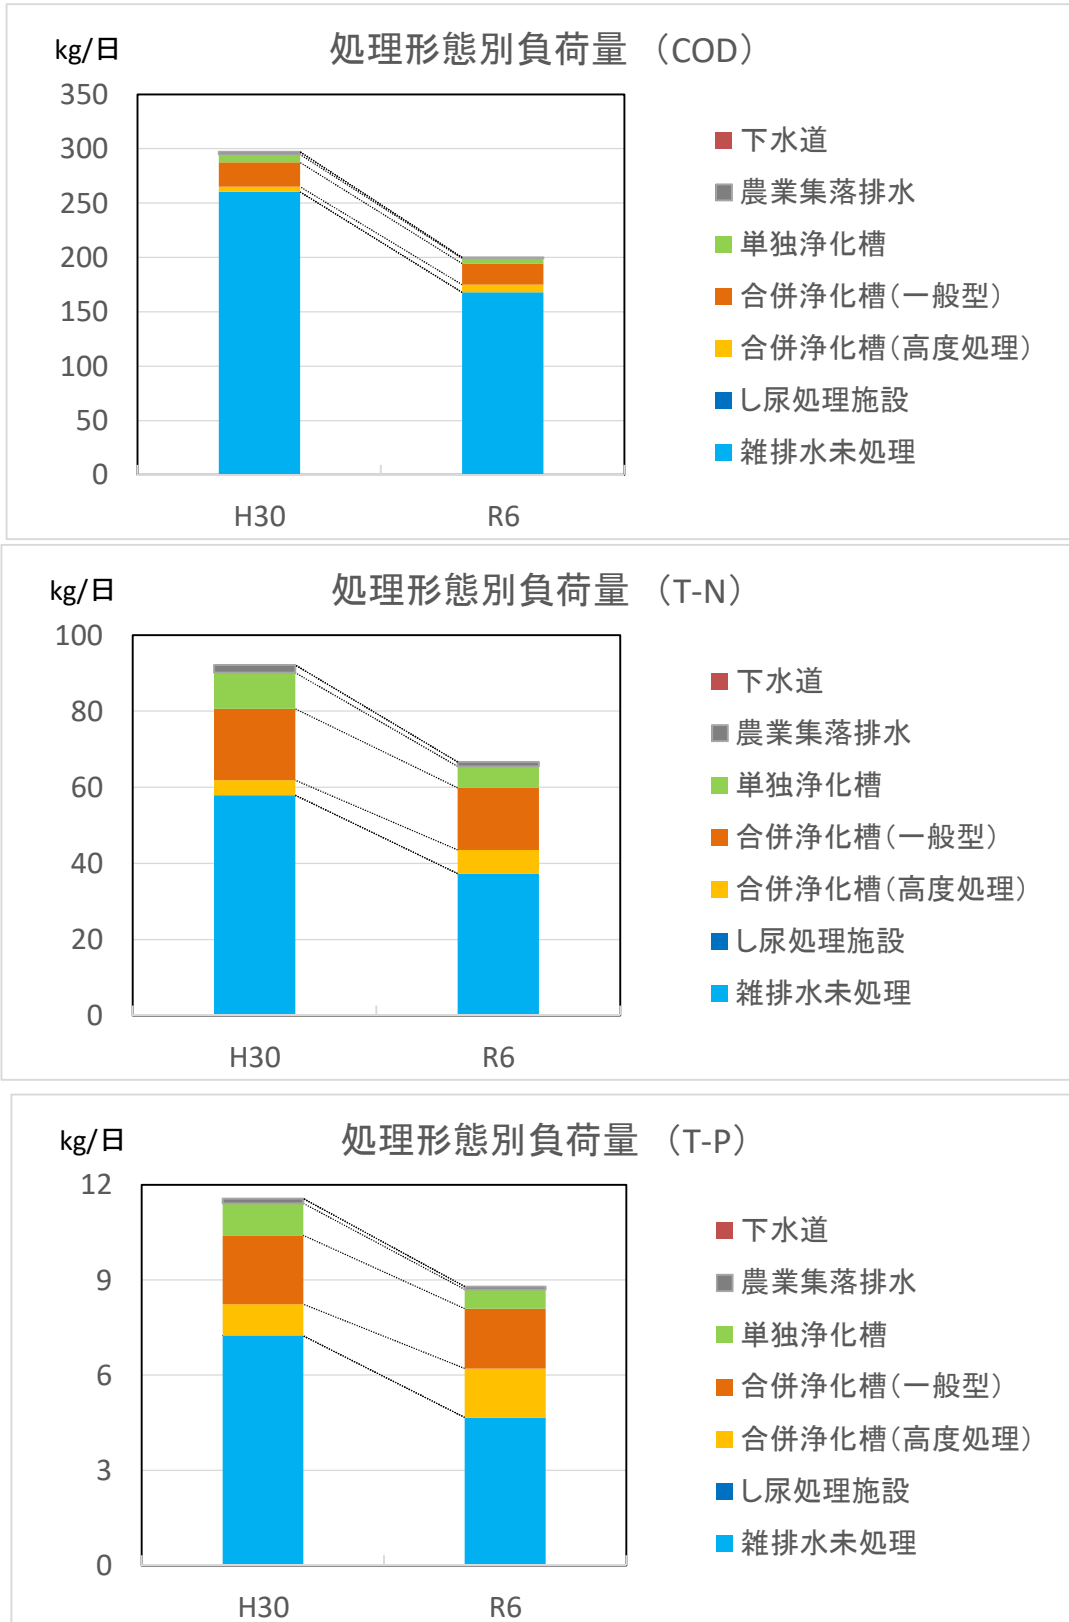 kg/日
処理形態別負荷量 （COD）
350
300
250
200
150
100
50
0
H30
R6
下水道
農業集落排水
単独浄化槽
合併浄化槽（一般型）
合併浄化槽（高度処理）
し尿処理施設
雑排水未処理
kg/日
処理形態別負荷量 （T-N）
100
80
60
40
20
0
H30
R6
下水道
農業集落排水
単独浄化槽
合併浄化槽（一般型）
合併浄化槽（高度処理）
し尿処理施設
雑排水未処理
kg/日
処理形態別負荷量 （T-P）
12
9
6
3
0
H30
R6
下水道
農業集落排水
単独浄化槽
合併浄化槽（一般型）
合併浄化槽（高度処理）
し尿処理施設
雑排水未処理